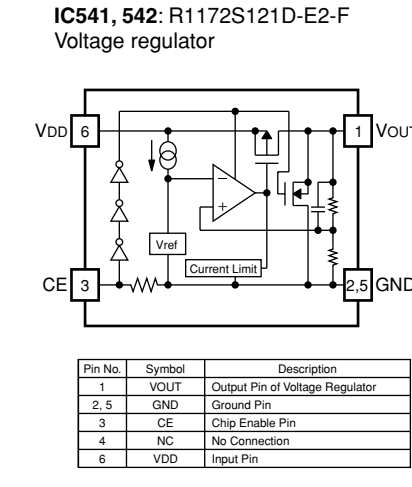 IC541, 542: R1172S121D-E2-F
Voltage regulator
VDD 6
1 VOUT
− 
+
Vref
Current Limit
CE 3
2,5 GND
Pin No. Symbol Description
1 VOUT Output Pin of Voltage Regulator
2, 5 GND Ground Pin
3 CE Chip Enable Pin
4 NC No Connection
6 VDD Input Pin